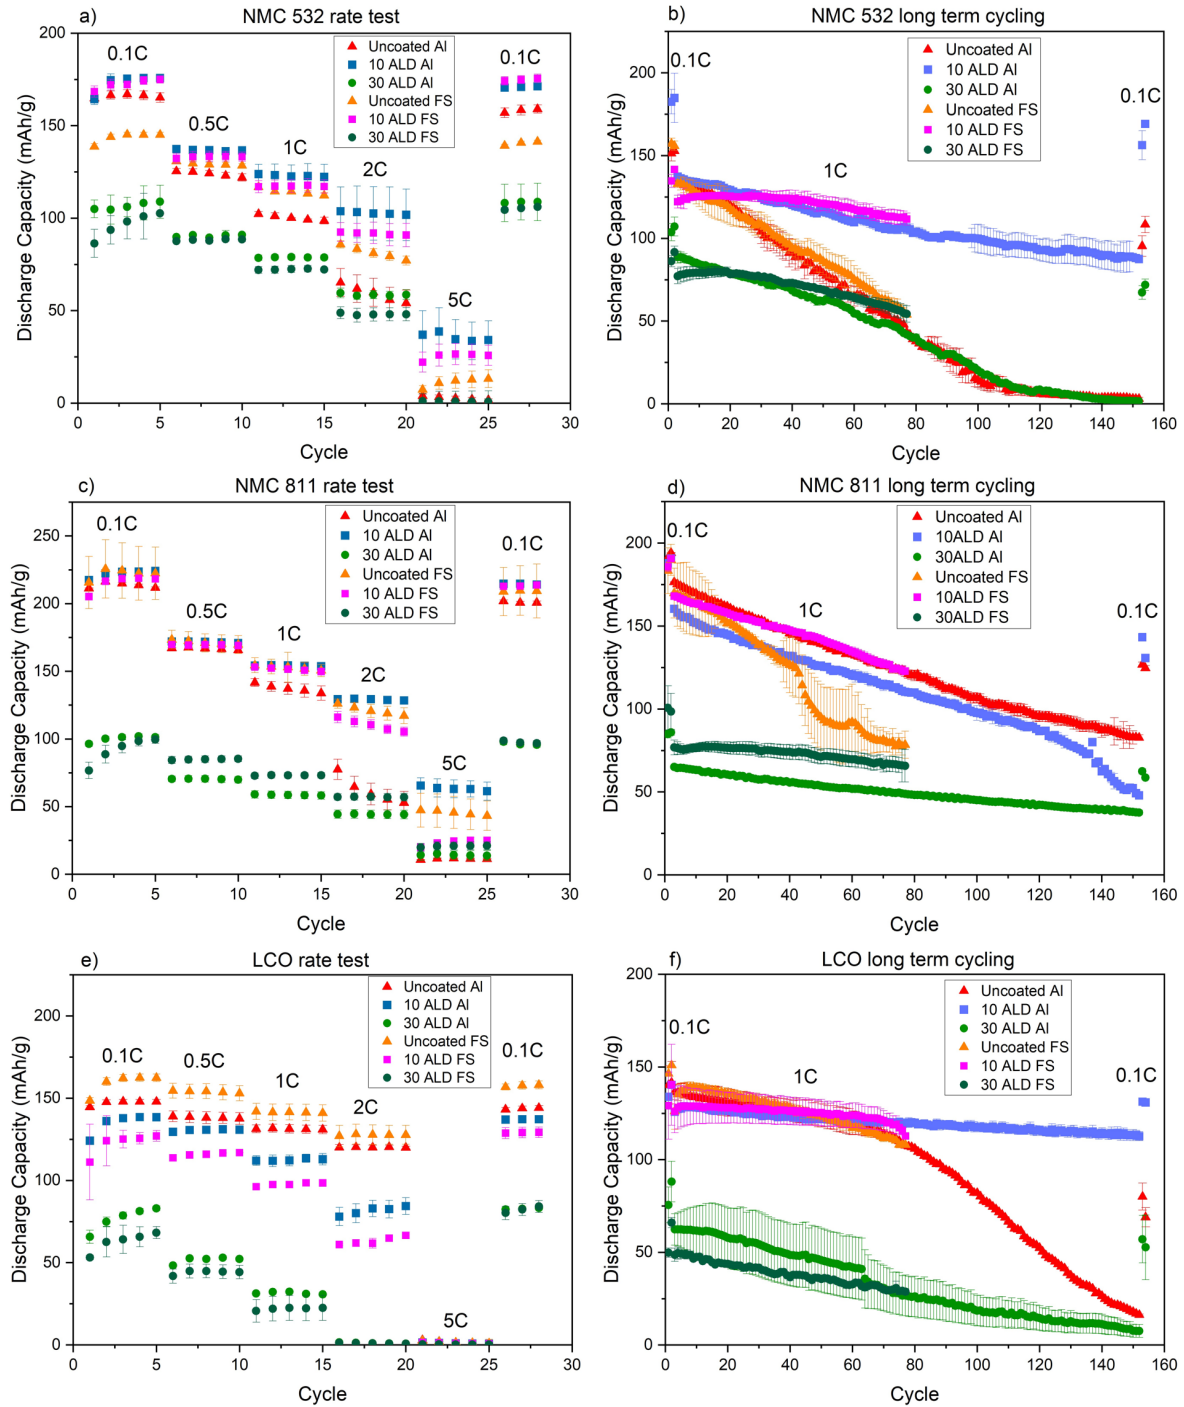 a) NMC 532 rate test
Discharge Capacity (mAh/g)
200
150
100
50
0
0.1C
0.5C
1C
2C
5C
0.1C
Uncoated Al
10 ALD Al
30 ALD Al
Uncoated FS
10 ALD FS
30 ALD FS
0 5 10 15 20 25 30
Cycle
b) NMC 532 long term cycling
Discharge Capacity (mAh/g)
200
150
100
50
0
0.1C
1C
0.1C
Uncoated Al
10 ALD Al
30 ALD Al
Uncoated FS
10 ALD FS
30 ALD FS
0 20 40 60 80 100 120 140 160
Cycle
c) NMC 811 rate test
Discharge Capacity (mAh/g)
250
200
150
100
50
0
0.1C
0.5C
1C
2C
5C
0.1C
Uncoated Al
10 ALD Al
30 ALD Al
Uncoated FS
10 ALD FS
30 ALD FS
0 5 10 15 20 25 30
Cycle
d) NMC 811 long term cycling
Discharge Capacity (mAh/g)
200
150
100
50
0
0.1C
1C
0.1C
Uncoated Al
10ALD Al
30ALD Al
Uncoated FS
10ALD FS
30ALD FS
0 20 40 60 80 100 120 140 160
Cycle
e) LCO rate test
Discharge Capacity (mAh/g)
200
150
100
50
0
0.1C
0.5C
1C
2C
5C
0.1C
Uncoated Al
10 ALD Al
30 ALD Al
Uncoated FS
10 ALD FS
30 ALD FS
0 5 10 15 20 25 30
Cycle
f) LCO long term cycling
Discharge Capacity (mAh/g)
200
150
100
50
0
0.1C
1C
0.1C
Uncoated Al
10 ALD Al
30 ALD Al
Uncoated FS
10 ALD FS
30 ALD FS
0 20 40 60 80 100 120 140 160
Cycle